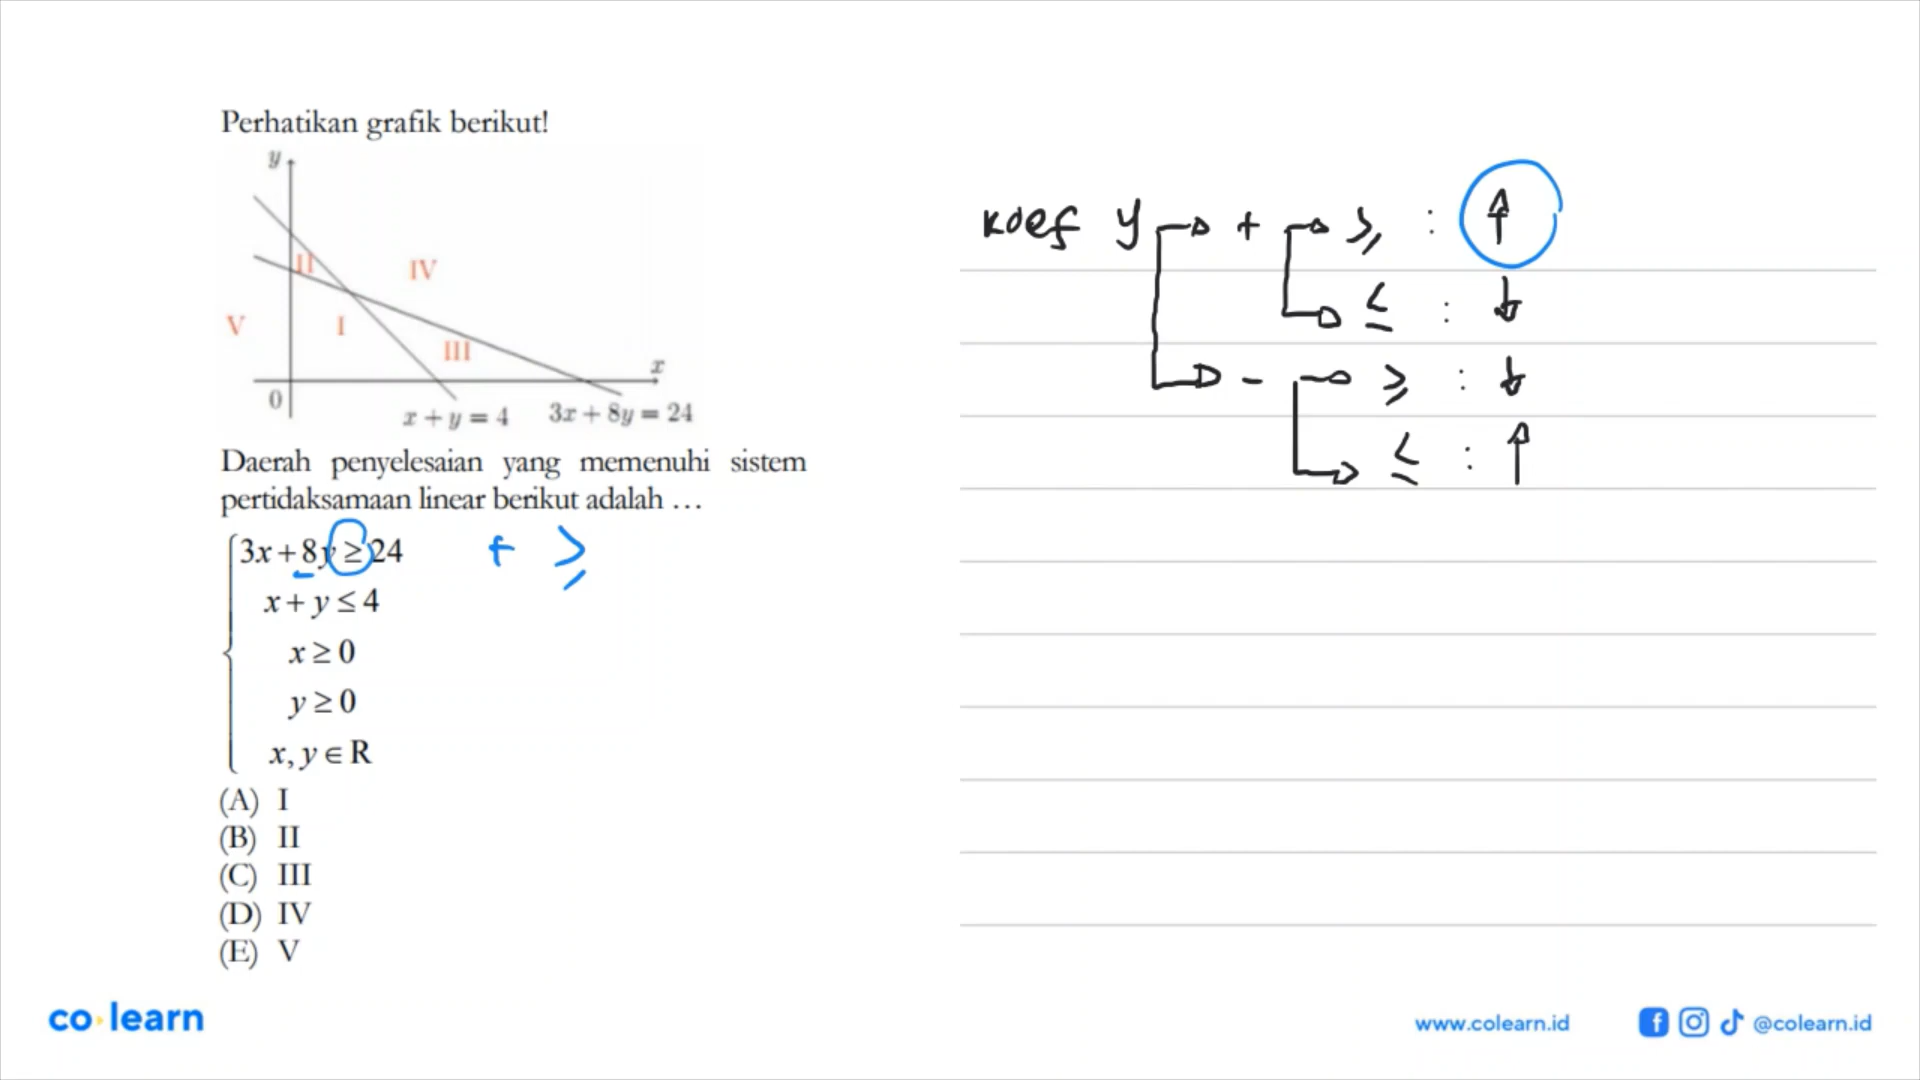 Perhatikan grafik berikut!
y
II
IV
V
I
III
x
0
x + y = 4
3x + 8y = 24
Daerah penyelesaian yang memenuhi sistem
pertidaksamaan linear berikut adalah …
3x + 8y ≥ 24
+ ≥
x + y ≤ 4
x ≥ 0
y ≥ 0
x, y ∈ R
(A) I
(B) II
(C) III
(D) IV
(E) V
koef y → + → ≥ : ↑
→ ≤ : ↓
→ - → ≥ : ↓
→ ≤ : ↑
co learn
www.colearn.id
@colearn.id